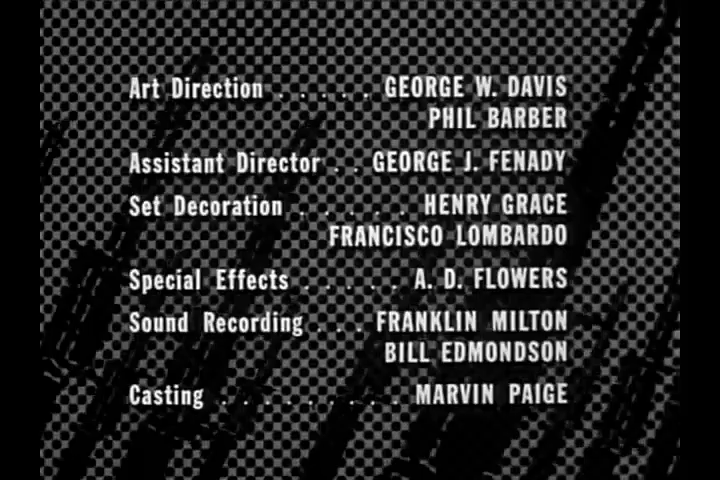 Art Direction . . . . . GEORGE W. DAVIS
PHIL BARBER
Assistant Director . . GEORGE J. FENADY
Set Decoration . . . . . HENRY GRACE
FRANCISCO LOMBARDO
Special Effects . . . . . A. D. FLOWERS
Sound Recording . . . FRANKLIN MILTON
BILL EDMONDSON
Casting . . . . . . . . . MARVIN PAIGE